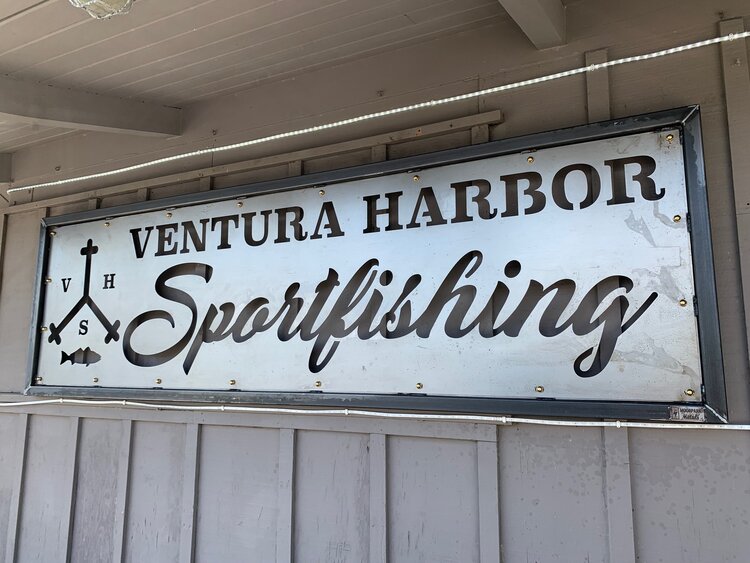 VENTURA HARBOR
Sportfishing
V H
S